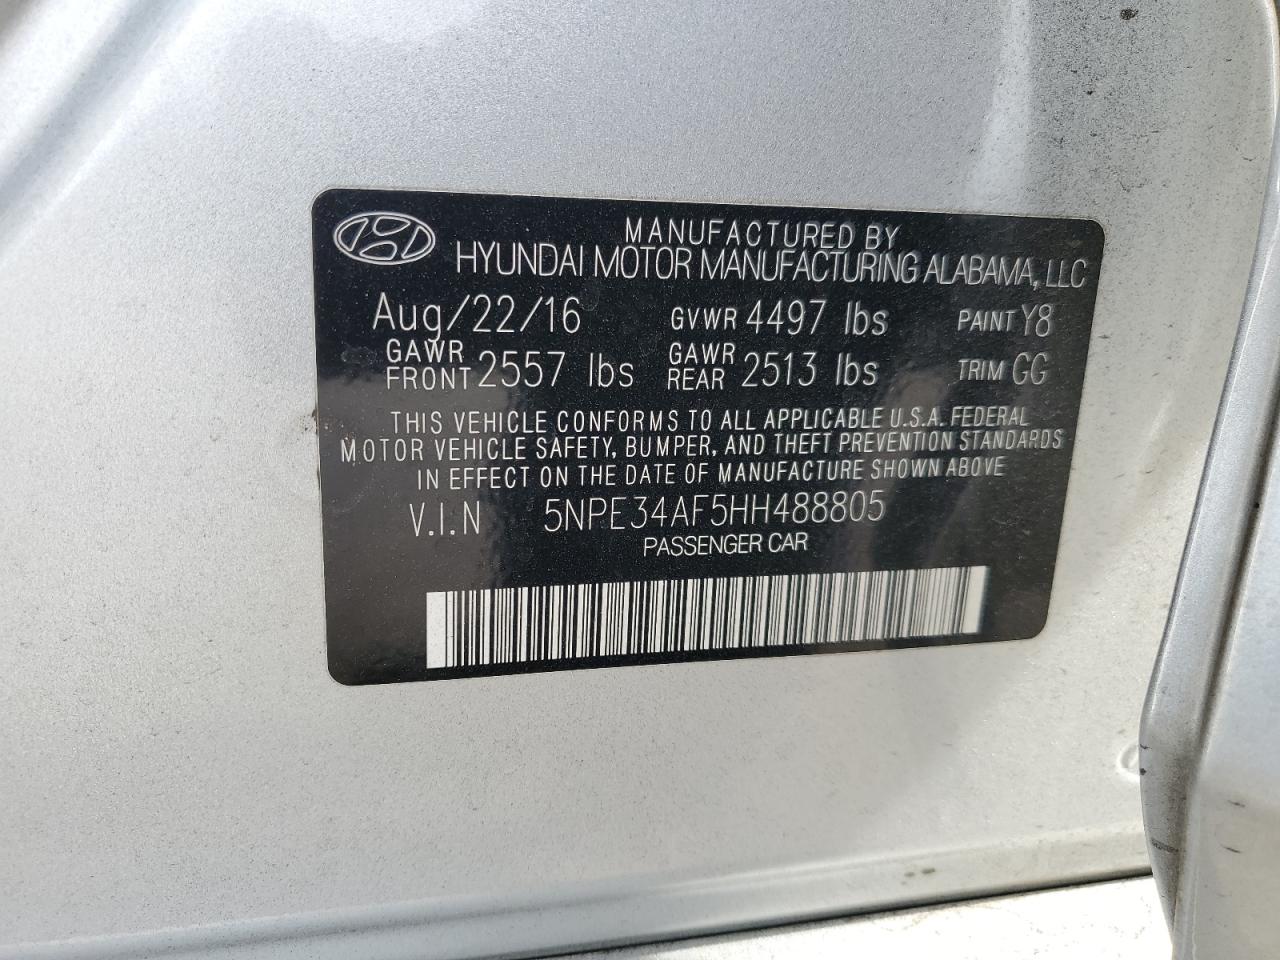 MANUFACTURED BY
HYUNDAI MOTOR MANUFACTURING ALABAMA, LLC
Aug/22/16 GVWR 4497 lbs PAINT Y8
GAWR FRONT 2557 lbs GAWR REAR 2513 lbs TRIM GG
THIS VEHICLE CONFORMS TO ALL APPLICABLE U.S.A. FEDERAL
MOTOR VEHICLE SAFETY, BUMPER, AND THEFT PREVENTION STANDARDS
IN EFFECT ON THE DATE OF MANUFACTURE SHOWN ABOVE
V.I.N 5NPE34AF5HH488805
PASSENGER CAR